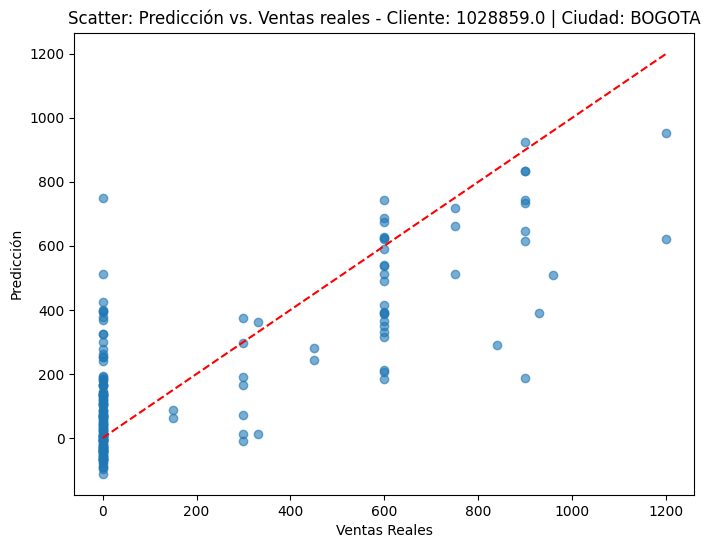 Scatter: Predicción vs. Ventas reales - Cliente: 1028859.0 | Ciudad: BOGOTA
1200
1000
800
600
400
200
0
Predicción
0 200 400 600 800 1000 1200
Ventas Reales